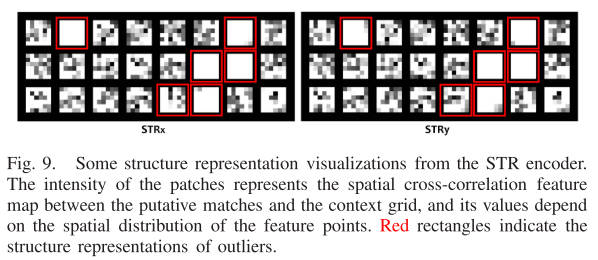 STRx
STRy
Fig. 9. Some structure representation visualizations from the STR encoder.
The intensity of the patches represents the spatial cross-correlation feature
map between the putative matches and the context grid, and its values depend
on the spatial distribution of the feature points. Red rectangles indicate the
structure representations of outliers.